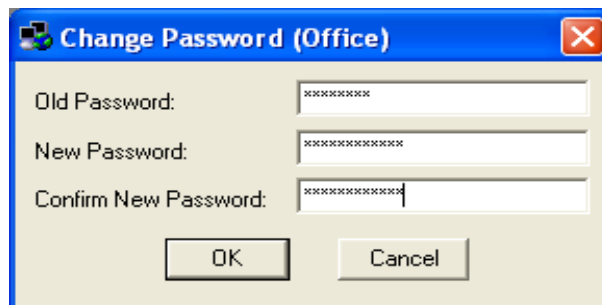 Change Password (Office)
Old Password: ********
New Password: ************
Confirm New Password: ************
OK Cancel